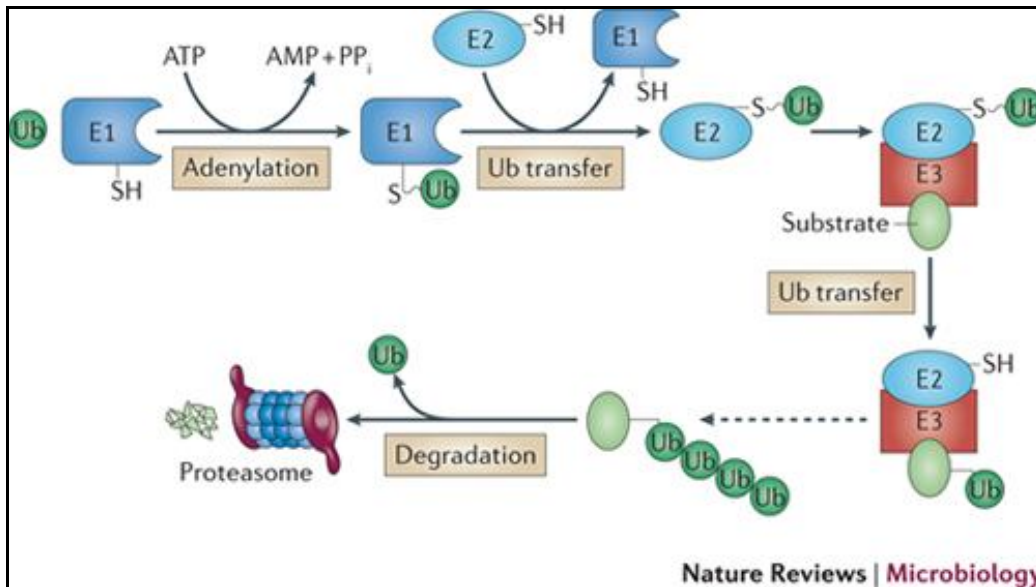 ATP
AMP + PPi
E2
SH
E1
SH
Ub
E1
SH
Adenylation
E1
S
Ub
Ub transfer
E2
S
Ub
E2
S
Ub
E3
Substrate
Ub transfer
E2
SH
E3
Ub
Ub
Ub
Ub
Ub
Ub
Degradation
Proteasome
Nature Reviews | Microbiology